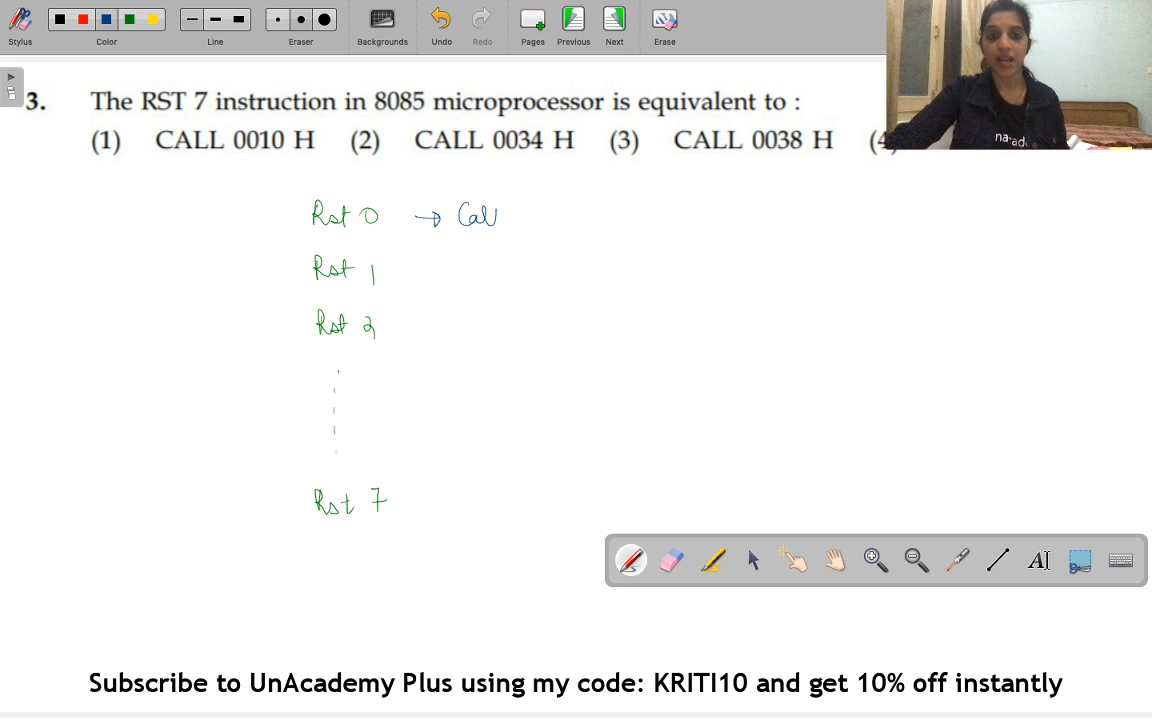 Stylus Color Line Eraser Backgrounds Undo Redo Pages Previous Next Erase
3. The RST 7 instruction in 8085 microprocessor is equivalent to :
(1) CALL 0010 H (2) CALL 0034 H (3) CALL 0038 H (4)
Rst 0 → Call
Rst 1
Rst 2
Rst 7
Subscribe to UnAcademy Plus using my code: KRITI10 and get 10% off instantly